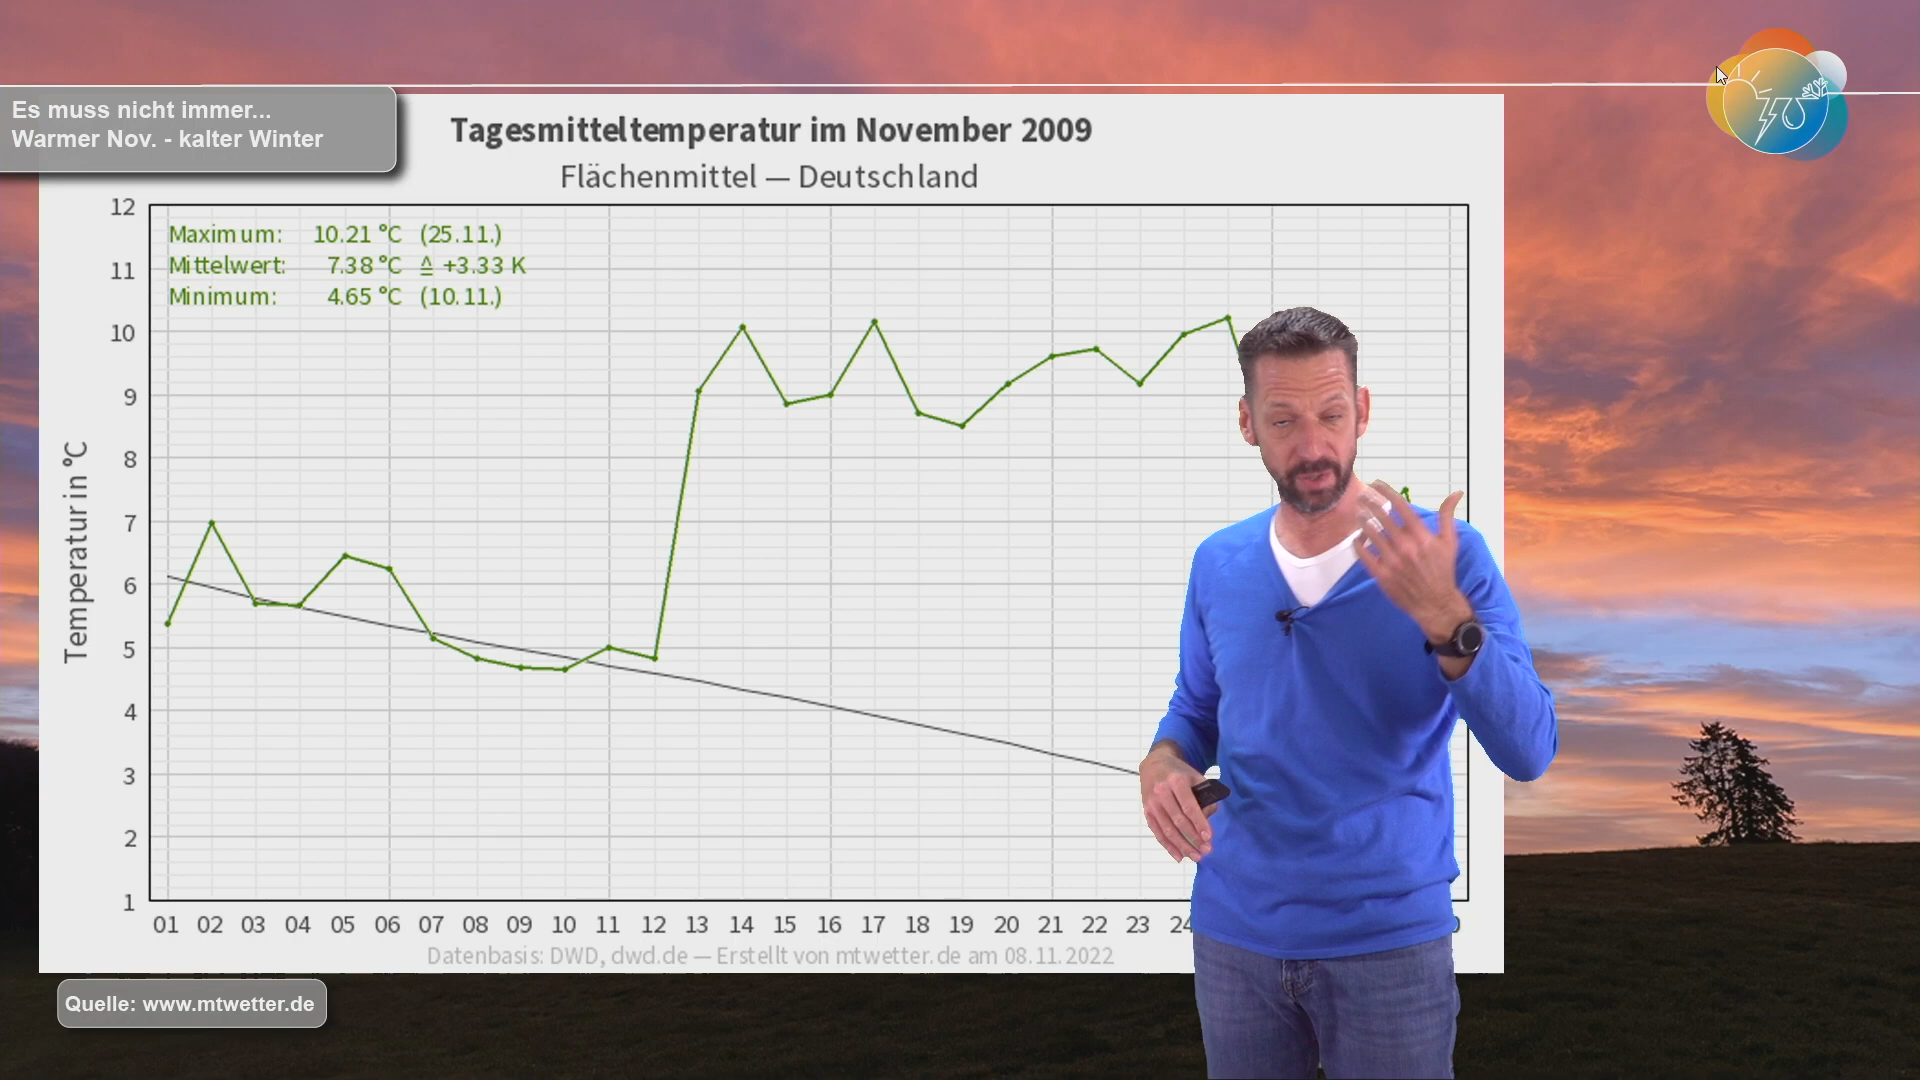 Es muss nicht immer...
Warmer Nov. - kalter Winter
Tagesmitteltemperatur im November 2009
Flächenmittel — Deutschland
Maximum: 10.21 °C (25.11.)
Mittelwert: 7.38 °C ≙ +3.33 K
Minimum: 4.65 °C (10.11.)
Temperatur in °C
12
11
10
9
8
7
6
5
4
3
2
1
01 02 03 04 05 06 07 08 09 10 11 12 13 14 15 16 17 18 19 20 21 22 23 24
Datenbasis: DWD, dwd.de — Erstellt von mtwetter.de am 08.11.2022
Quelle: www.mtwetter.de